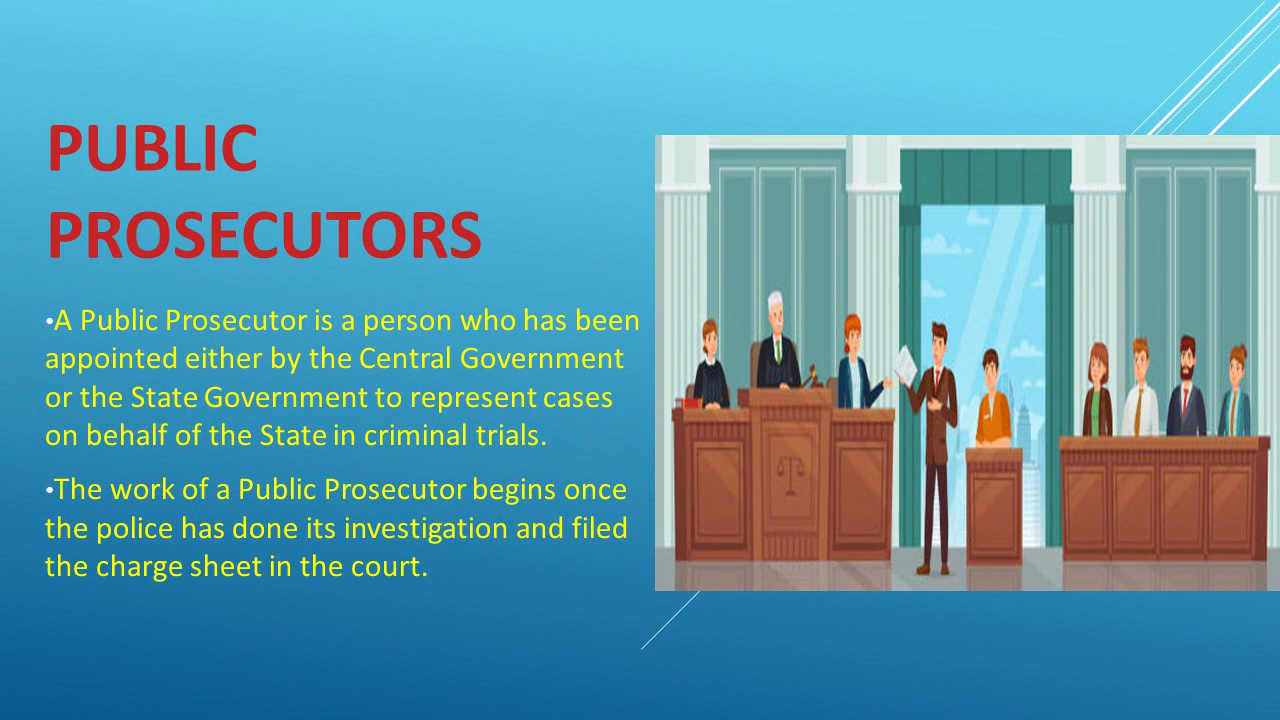 PUBLIC
PROSECUTORS
•A Public Prosecutor is a person who has been
appointed either by the Central Government
or the State Government to represent cases
on behalf of the State in criminal trials.
•The work of a Public Prosecutor begins once
the police has done its investigation and filed
the charge sheet in the court.